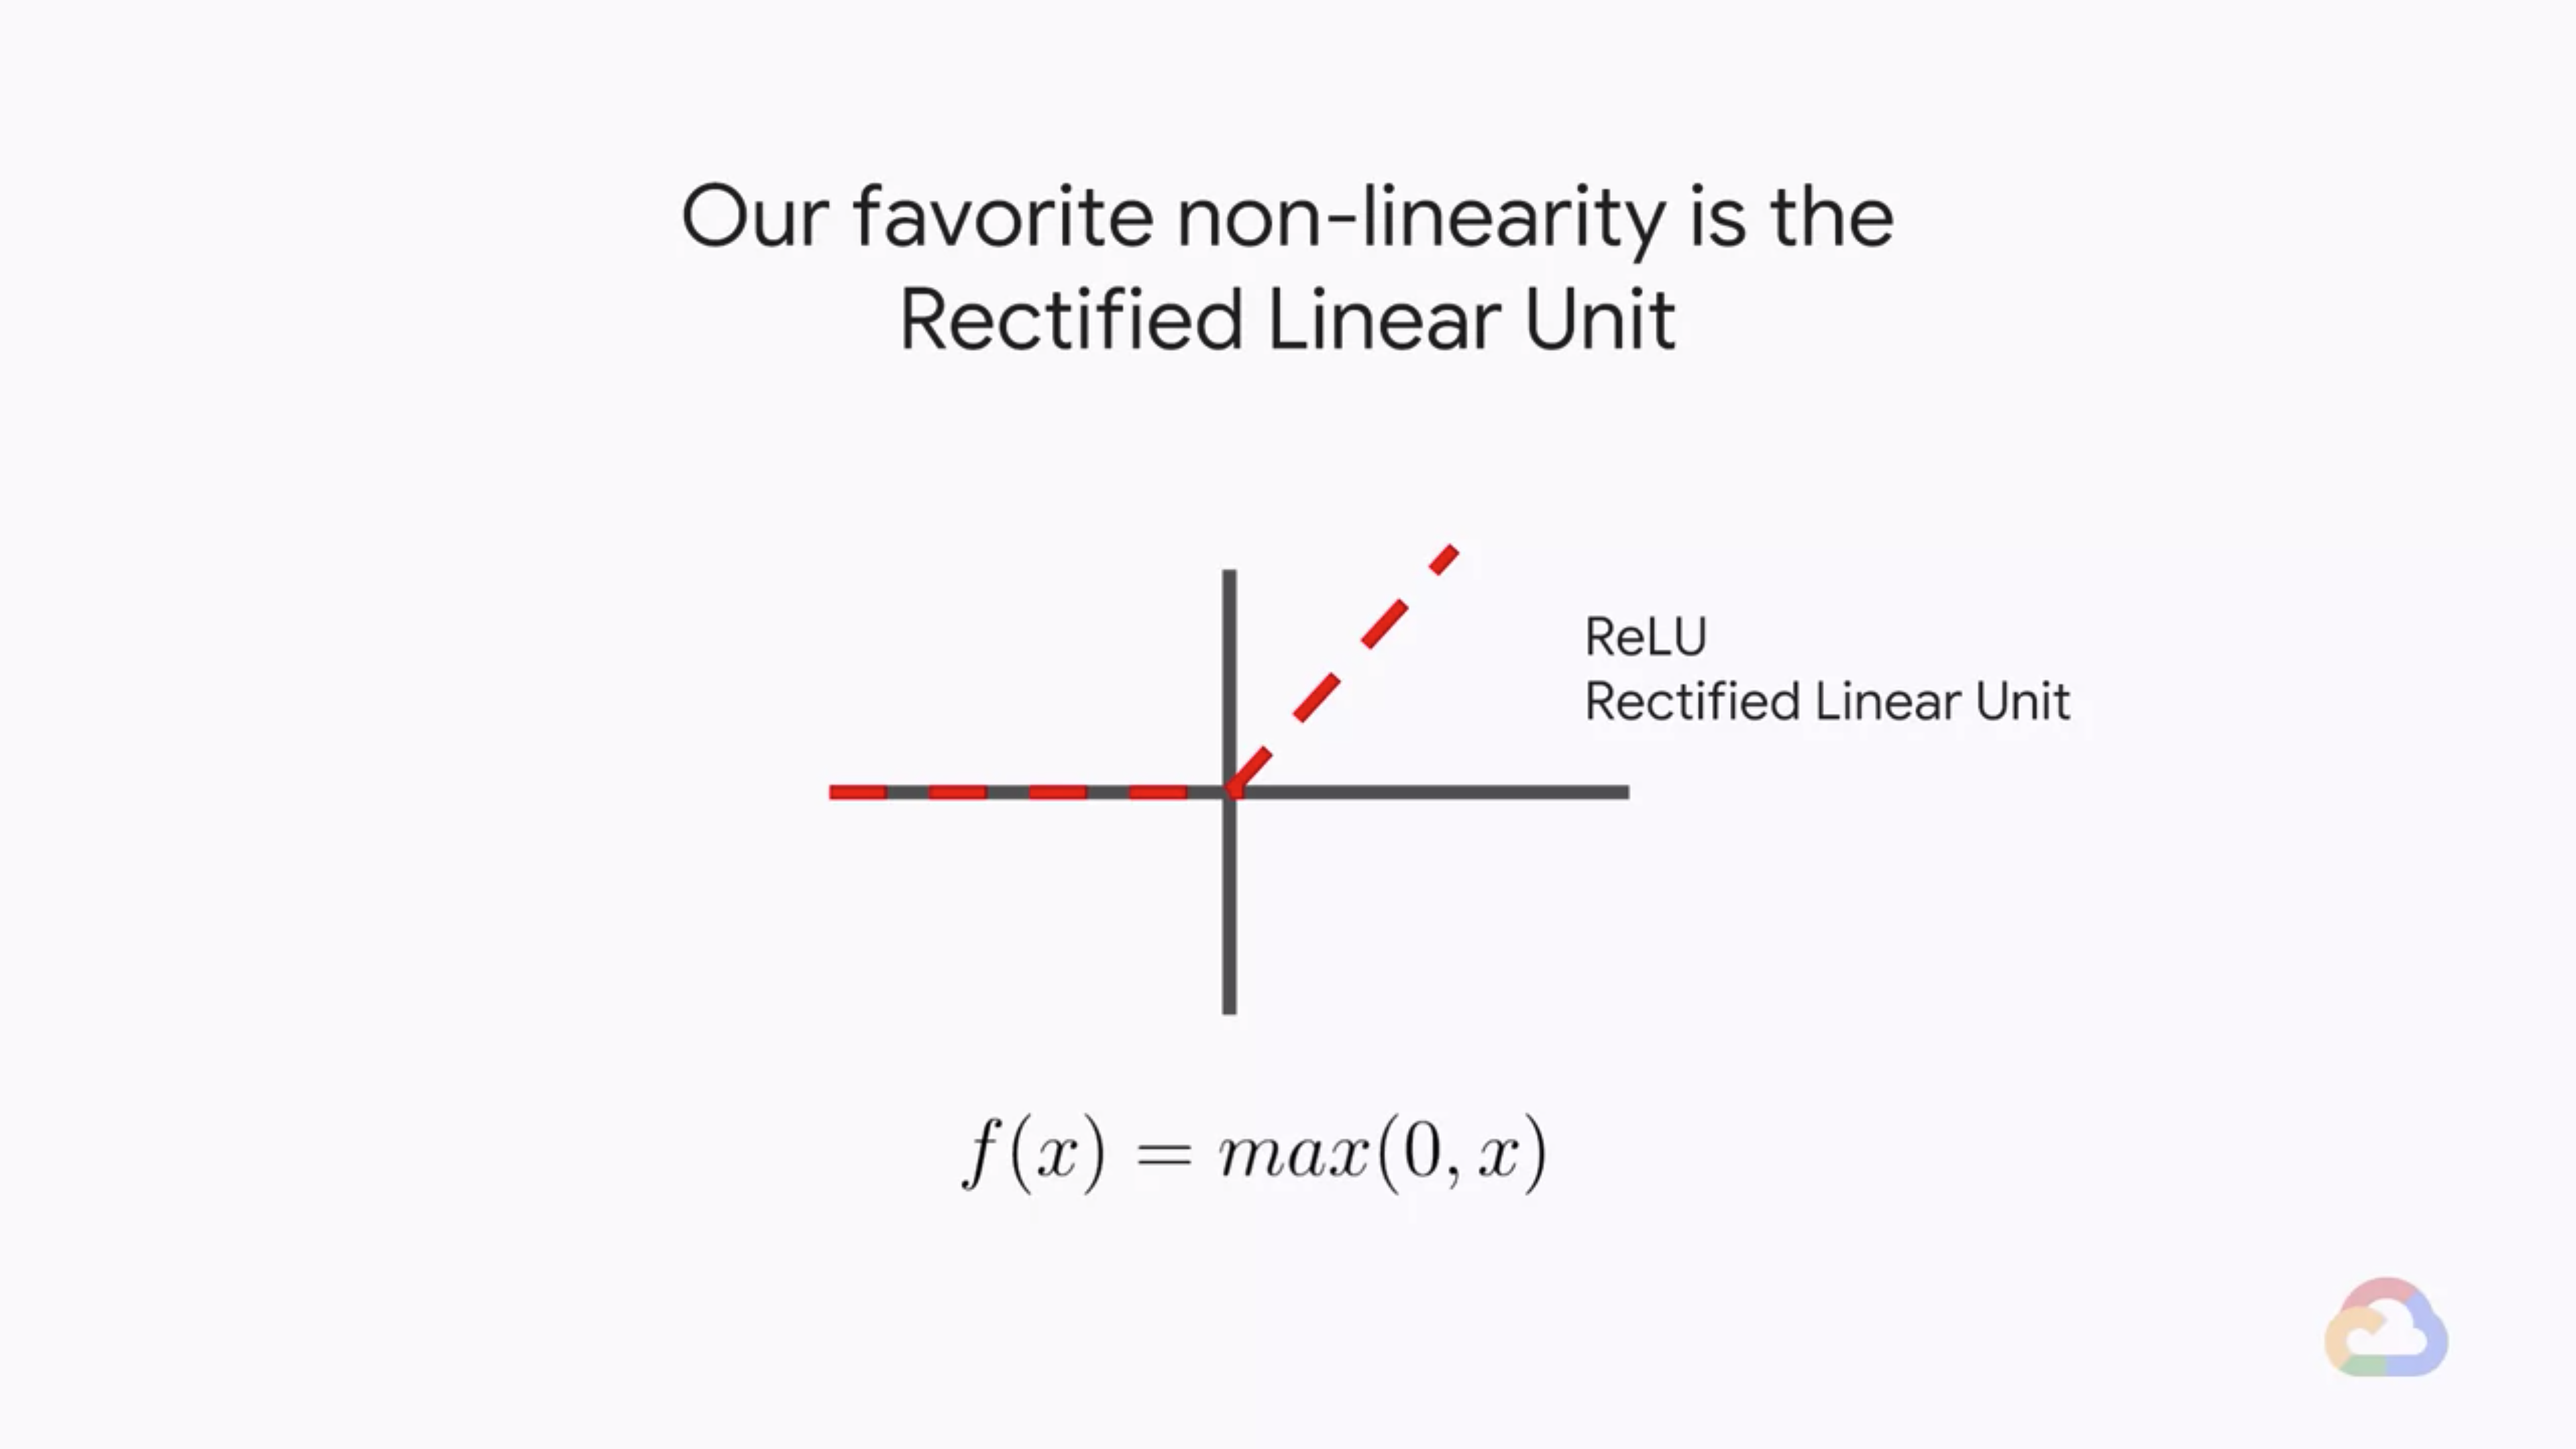 Our favorite non-linearity is the
Rectified Linear Unit
ReLU
Rectified Linear Unit
f(x) = max(0, x)